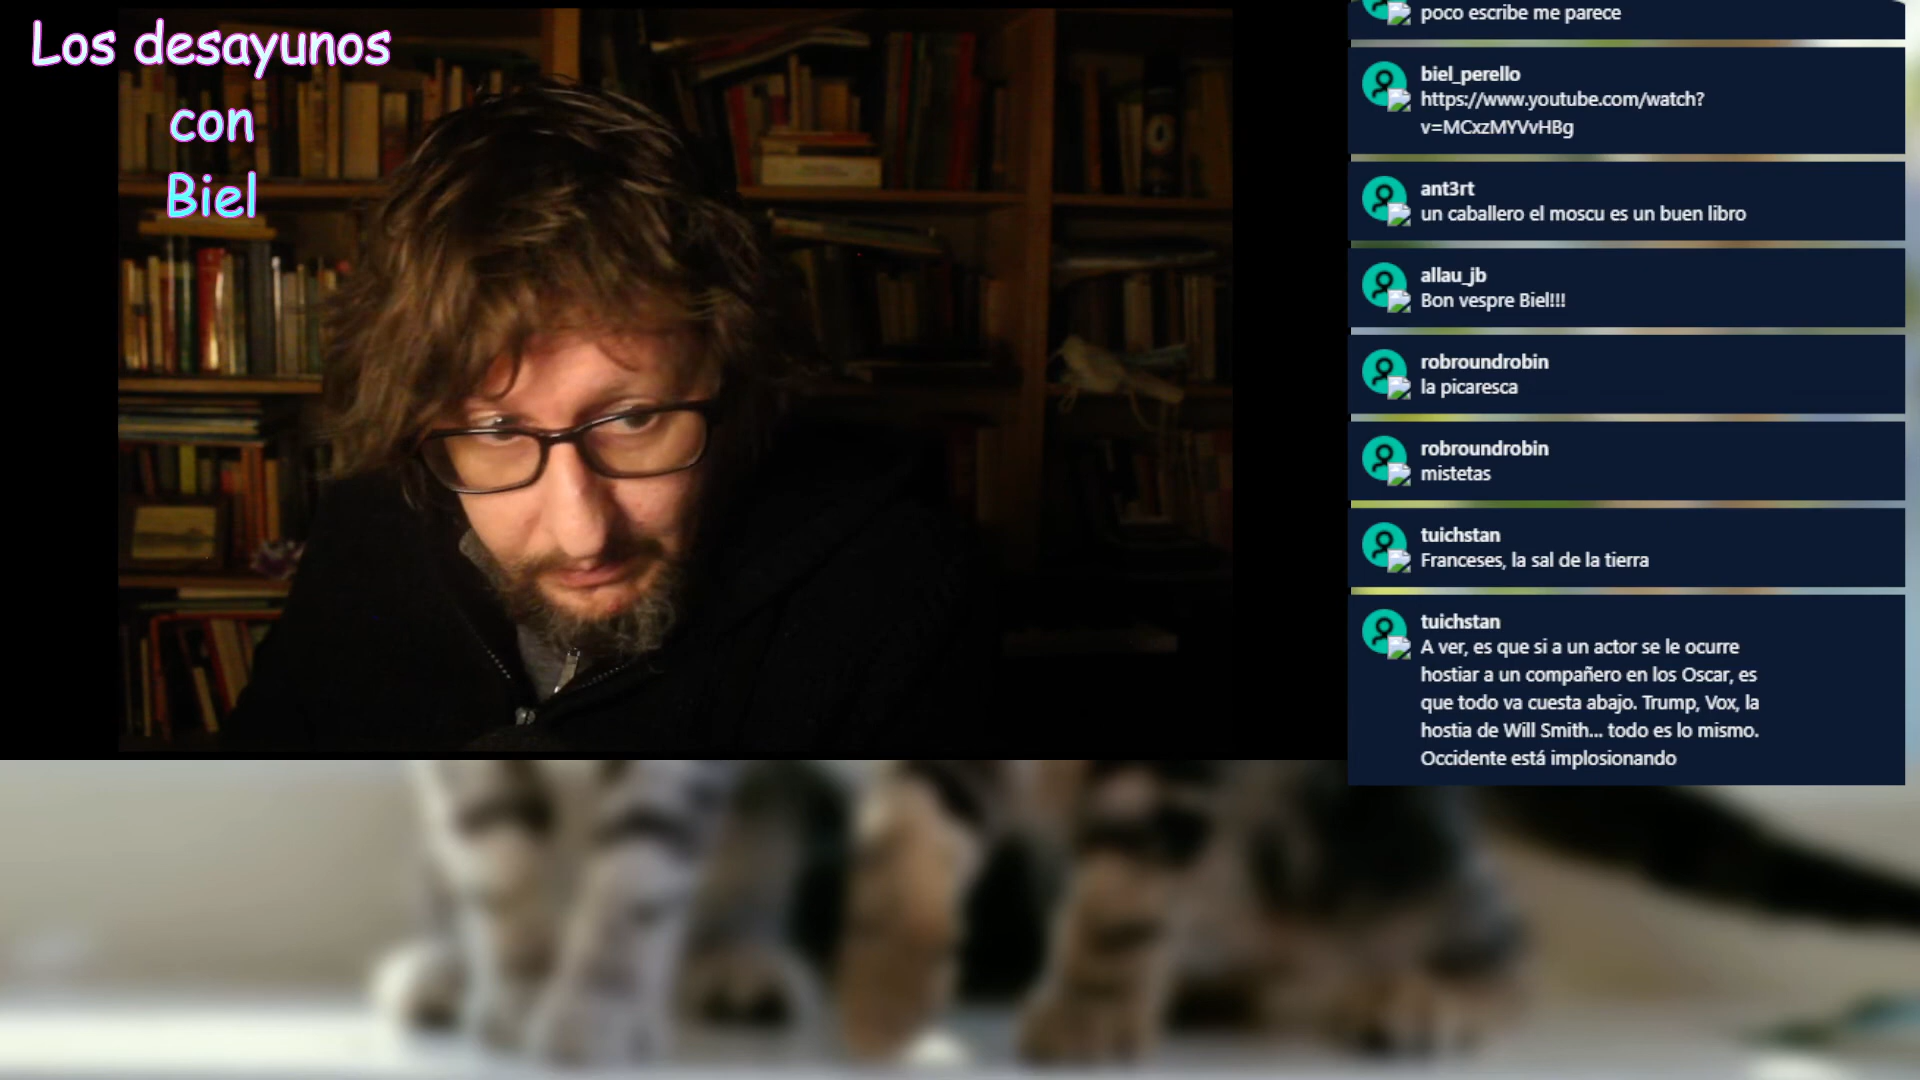 Los desayunos
con
Biel
poco escribe me parece
biel_perello
https://www.youtube.com/watch?
v=MCxzMYVvHBg
ant3rt
un caballero el moscu es un buen libro
allau_jb
Bon vespre Biel!!!
robroundrobin
la picaresca
robroundrobin
mistetas
tuichstan
Franceses, la sal de la tierra
tuichstan
A ver, es que si a un actor se le ocurre
hostiar a un compañero en los Oscar, es
que todo va cuesta abajo. Trump, Vox, la
hostia de Will Smith... todo es lo mismo.
Occidente está implosionando